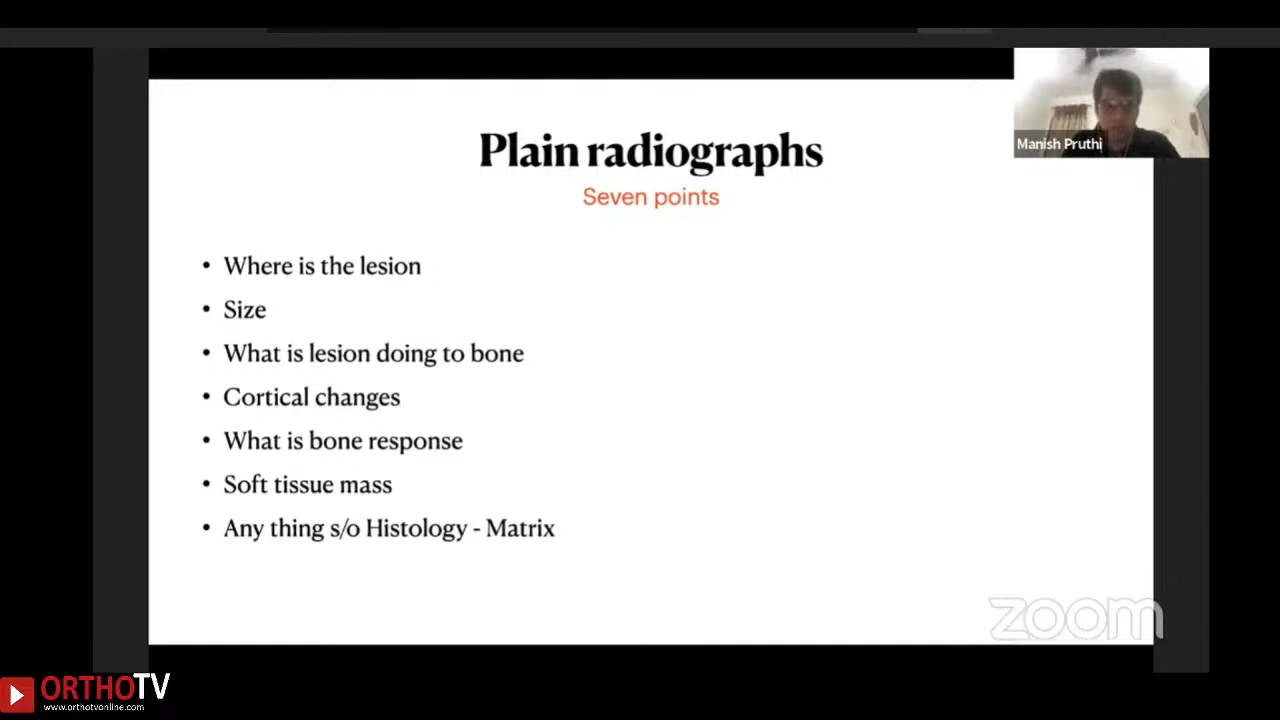 Plain radiographs
Manish Pruthi
Seven points
• Where is the lesion
• Size
• What is lesion doing to bone
• Cortical changes
• What is bone response
• Soft tissue mass
• Any thing s/o Histology - Matrix
zoom
ORTHOTV
www.orthotvonline.com